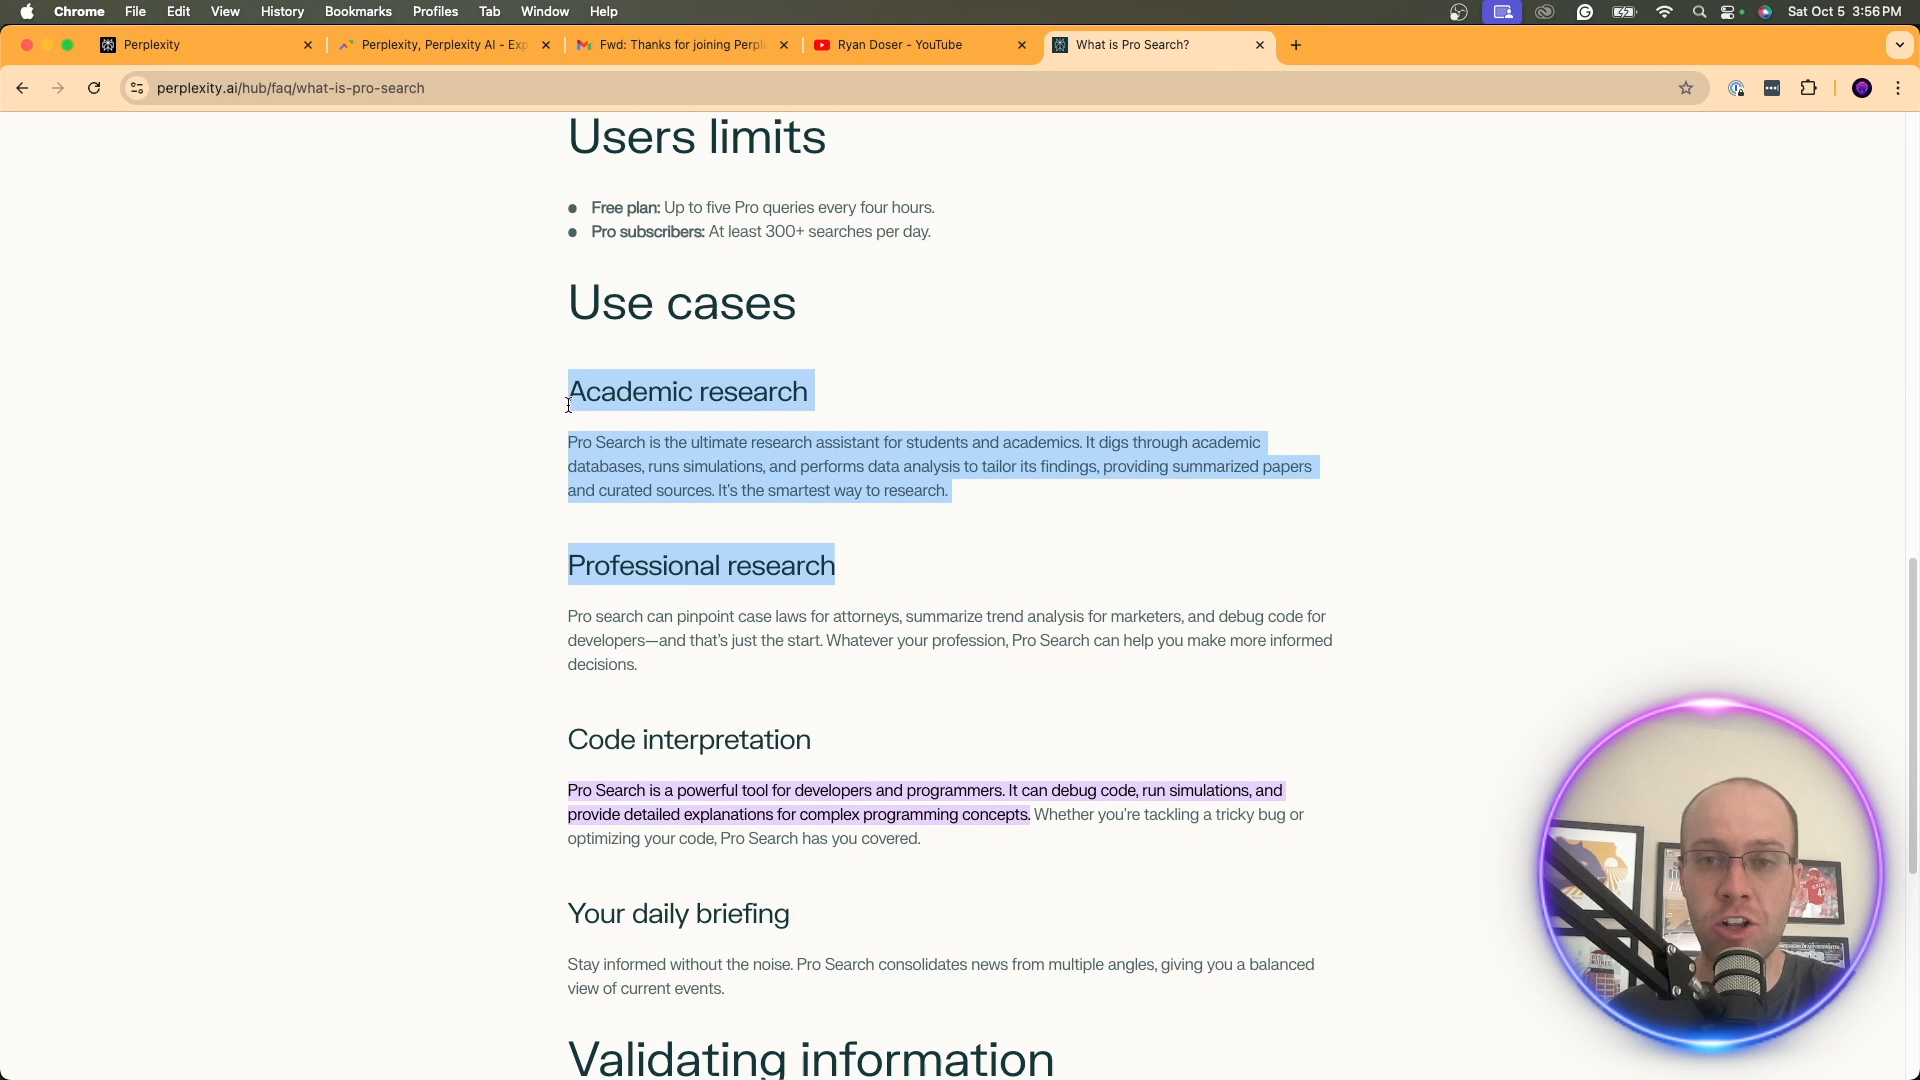 Chrome File Edit View History Bookmarks Profiles Tab Window Help Sat Oct 5 3:56 PM
Perplexity Perplexity, Perplexity AI - Exp Fwd: Thanks for joining Perpl Ryan Doser - YouTube What is Pro Search?
perplexity.ai/hub/faq/what-is-pro-search
Users limits
Free plan: Up to five Pro queries every four hours.
Pro subscribers: At least 300+ searches per day.
Use cases
Academic research
Pro Search is the ultimate research assistant for students and academics. It digs through academic
databases, runs simulations, and performs data analysis to tailor its findings, providing summarized papers
and curated sources. It's the smartest way to research.
Professional research
Pro search can pinpoint case laws for attorneys, summarize trend analysis for marketers, and debug code for
developers—and that's just the start. Whatever your profession, Pro Search can help you make more informed
decisions.
Code interpretation
Pro Search is a powerful tool for developers and programmers. It can debug code, run simulations, and
provide detailed explanations for complex programming concepts. Whether you're tackling a tricky bug or
optimizing your code, Pro Search has you covered.
Your daily briefing
Stay informed without the noise. Pro Search consolidates news from multiple angles, giving you a balanced
view of current events.
Validating information